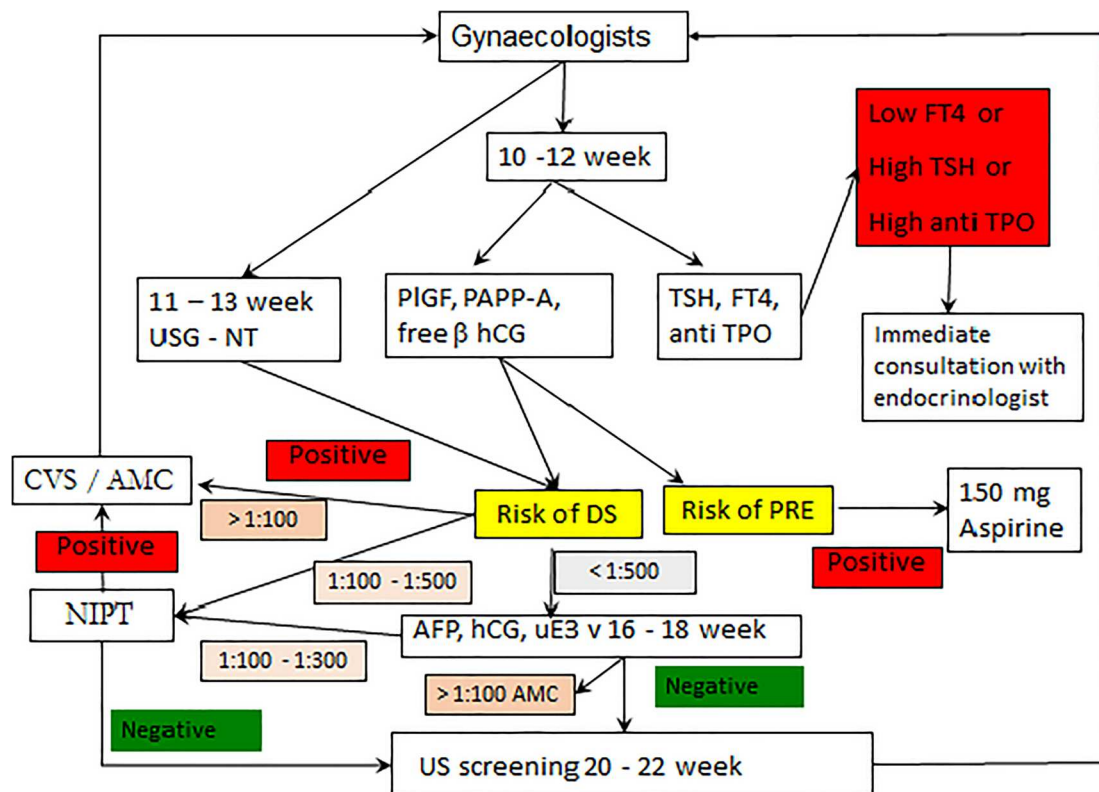 Gynaecologists
10 -12 week
Low FT4 or
High TSH or
High anti TPO
11 – 13 week
USG - NT
PlGF, PAPP-A,
free β hCG
TSH, FT4,
anti TPO
Immediate
consultation with
endocrinologist
Positive
CVS / AMC
> 1:100
Risk of DS
Risk of PRE
150 mg
Aspirine
Positive
Positive
1:100 - 1:500
< 1:500
NIPT
AFP, hCG, uE3 v 16 - 18 week
1:100 - 1:300
> 1:100 AMC
Negative
Negative
US screening 20 - 22 week